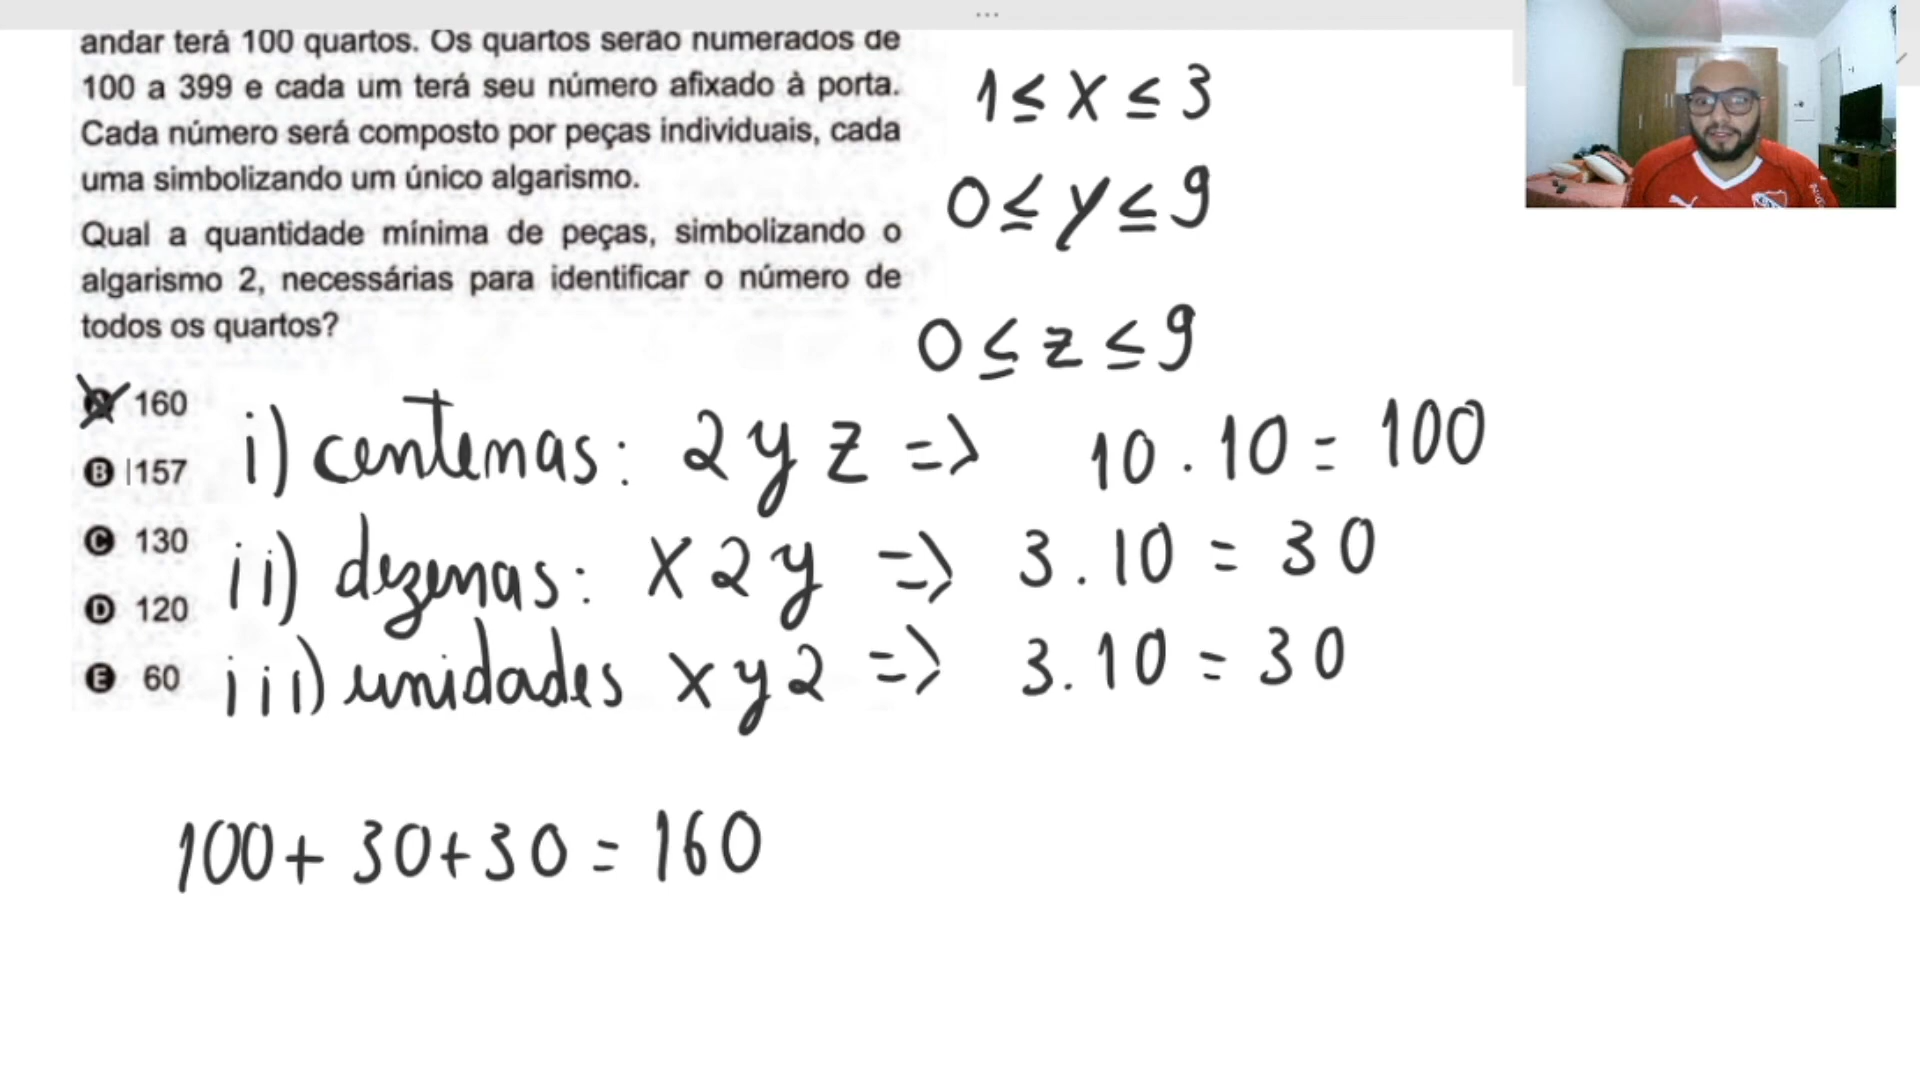 andar terá 100 quartos. Os quartos serão numerados de
100 a 399 e cada um terá seu número afixado à porta.
Cada número será composto por peças individuais, cada
uma simbolizando um único algarismo.
Qual a quantidade mínima de peças, simbolizando o
algarismo 2, necessárias para identificar o número de
todos os quartos?
1 ≤ x ≤ 3
0 ≤ y ≤ 9
0 ≤ z ≤ 9
A 160
B 157
C 130
D 120
E 60
i) centenas: 2 y z => 10 . 10 = 100
ii) dezenas: x 2 y => 3 . 10 = 30
iii) unidades x y 2 => 3 . 10 = 30
100 + 30 + 30 = 160